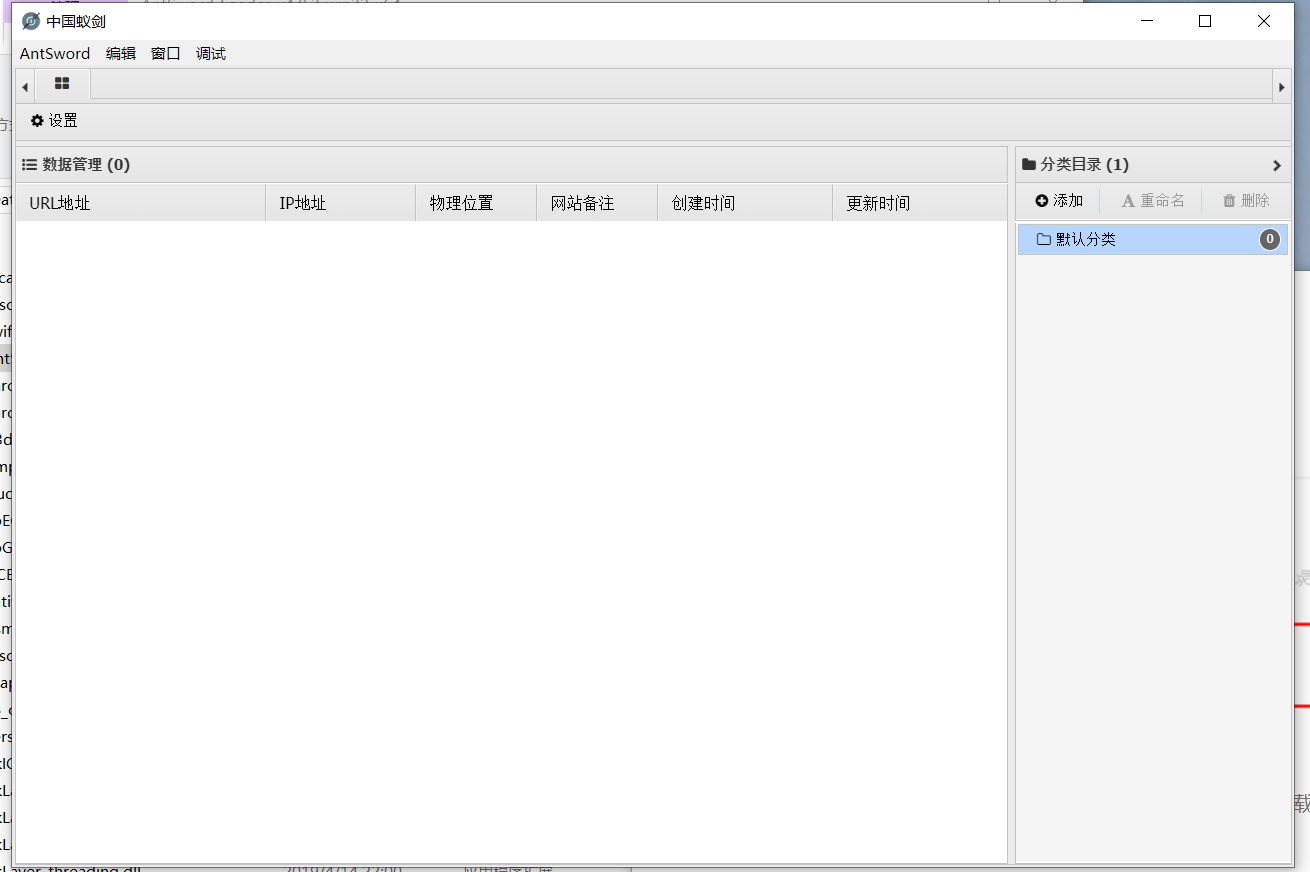 中国蚁剑
AntSword 编辑 窗口 调试
设置
数据管理 (0)
分类目录 (1)
URL地址 IP地址 物理位置 网站备注 创建时间 更新时间
添加 重命名 删除
默认分类 0
载